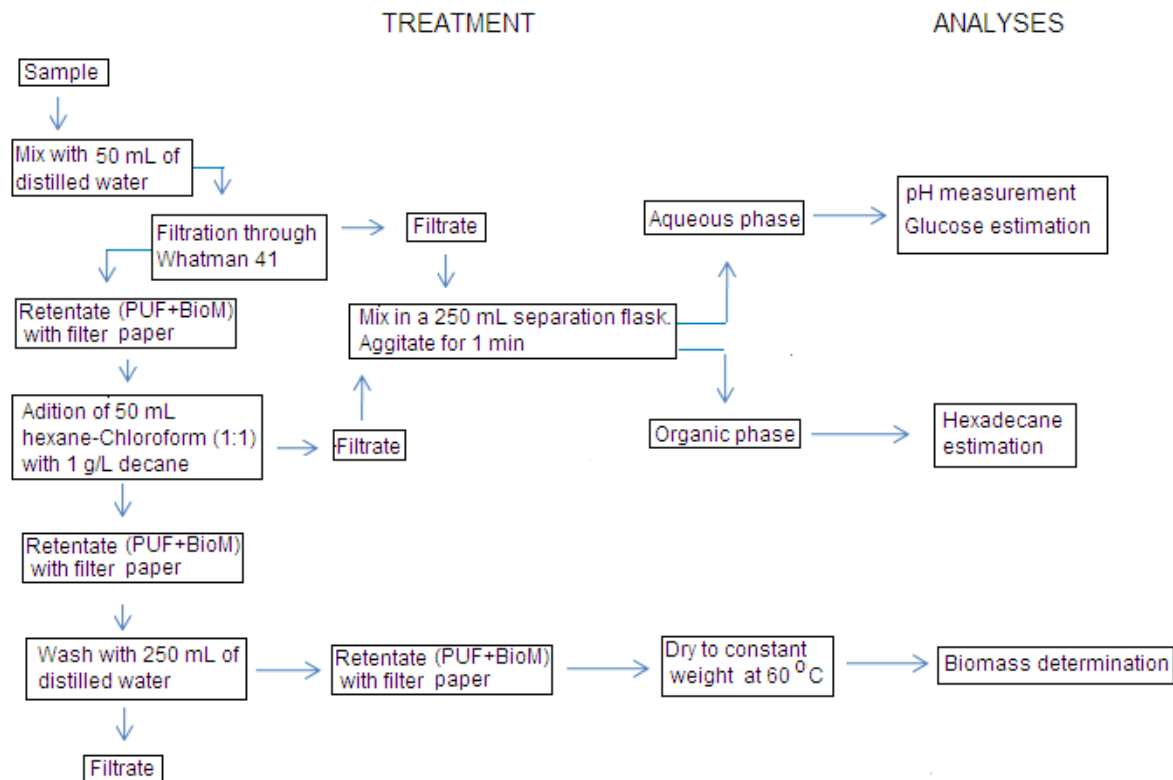 TREATMENT
ANALYSES
Sample
Mix with 50 mL of
distilled water
Filtration through
Whatman 41
Filtrate
Aqueous phase
pH measurement
Glucose estimation
Retentate (PUF+BioM)
with filter paper
Mix in a 250 mL separation flask.
Aggitate for 1 min
Adition of 50 mL
hexane-Chloroform (1:1)
with 1 g/L decane
Filtrate
Organic phase
Hexadecane
estimation
Retentate (PUF+BioM)
with filter paper
Wash with 250 mL of
distilled water
Retentate (PUF+BioM)
with filter paper
Dry to constant
weight at 60 °C
Biomass determination
Filtrate